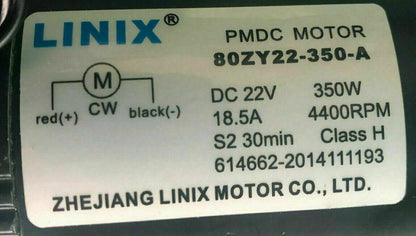 LINIX®
PMDC MOTOR
80ZY22-350-A
M
CW
red(+) black(-)
DC 22V 350W
18.5A 4400RPM
S2 30min Class H
614662-2014111193
ZHEJIANG LINIX MOTOR CO., LTD.